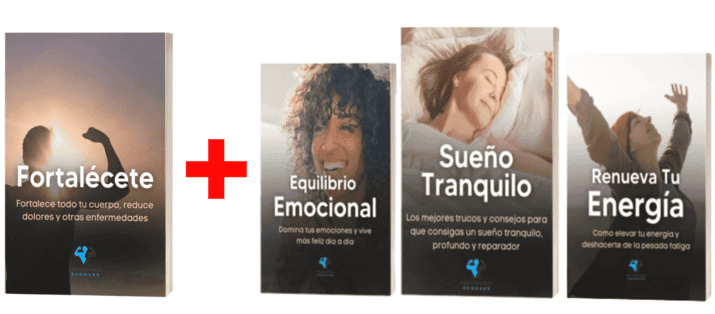 Fortalécete
Fortalece todo tu cuerpo, reduce
dolores y otras enfermedades
Equilibrio
Emocional
Domina tus emociones y vive
más feliz día a día
Sueño
Tranquilo
Los mejores trucos y consejos para
que consigas un sueño tranquilo,
profundo y reparador
Renueva Tu
Energía
Como elevar tu energia y
deshacerte de la pesada fatiga